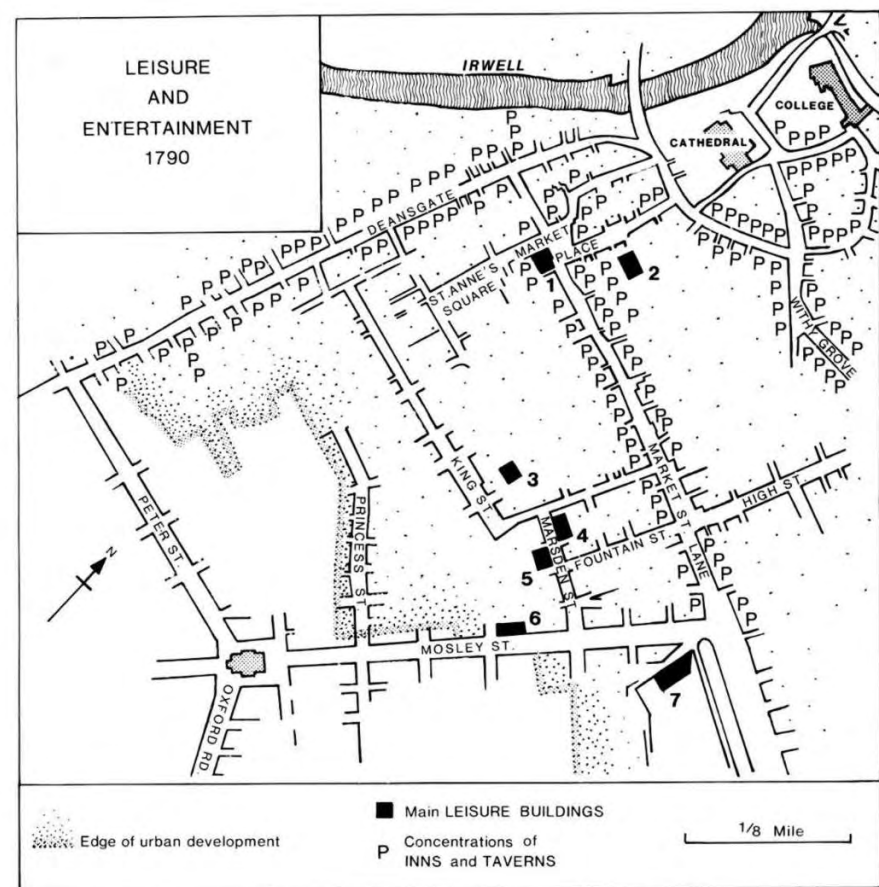 LEISURE
AND
ENTERTAINMENT
1790
IRWELL
COLLEGE
CATHEDRAL
DEANSGATE
MARKET
PLACE
ST. ANNE'S
SQUARE
1
2
WITHY GROVE
3
KING ST.
MARKET ST.
LANE
HIGH ST.
PETER ST.
PRINCESS ST.
MARSDEN ST.
4
FOUNTAIN ST.
5
N
6
MOSLEY ST.
7
OXFORD RD.
Edge of urban development
Main LEISURE BUILDINGS
P Concentrations of
INNS and TAVERNS
1/8 Mile